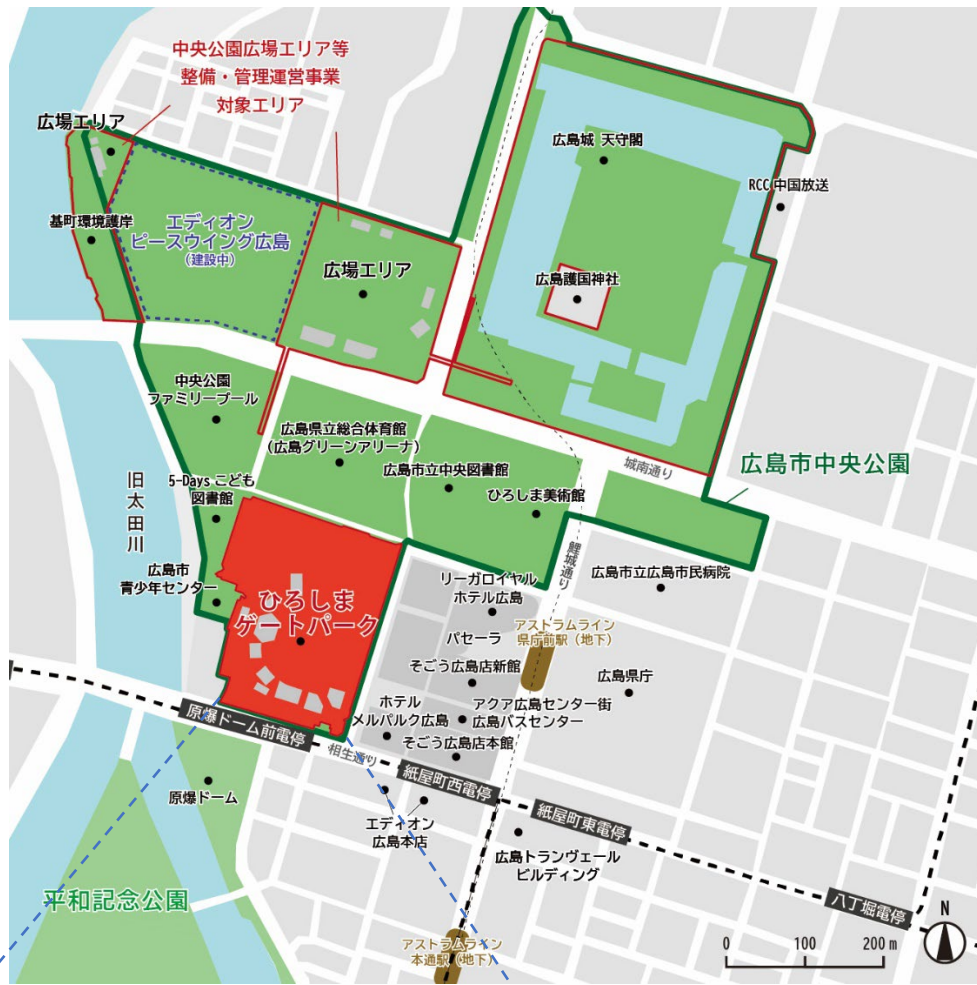 中央公園広場エリア等
整備・管理運営事業
対象エリア
広場エリア
広島城 天守閣
RCC 中国放送
基町環境護岸
エディオン
ピースウイング広島
(建設中)
広場エリア
広島護国神社
中央公園
ファミリープール
広島県立総合体育館
(広島グリーンアリーナ)
広島市立中央図書館
城南通り
広島市中央公園
旧太田川
5-Days こども
図書館
ひろしま美術館
鯉城通り
広島市
青少年センター
ひろしま
ゲートパーク
リーガロイヤル
ホテル広島
広島市立広島市民病院
アストラムライン
県庁前駅(地下)
パセーラ
そごう広島店新館
広島県庁
ホテル
メルパルク広島
アクア広島センター街
広島バスセンター
そごう広島店本館
原爆ドーム前電停
相生通り
紙屋町西電停
紙屋町東電停
八丁堀電停
原爆ドーム
エディオン
広島本店
広島トランヴェール
ビルディング
平和記念公園
アストラムライン
本通駅(地下)
N
0 100 200 m